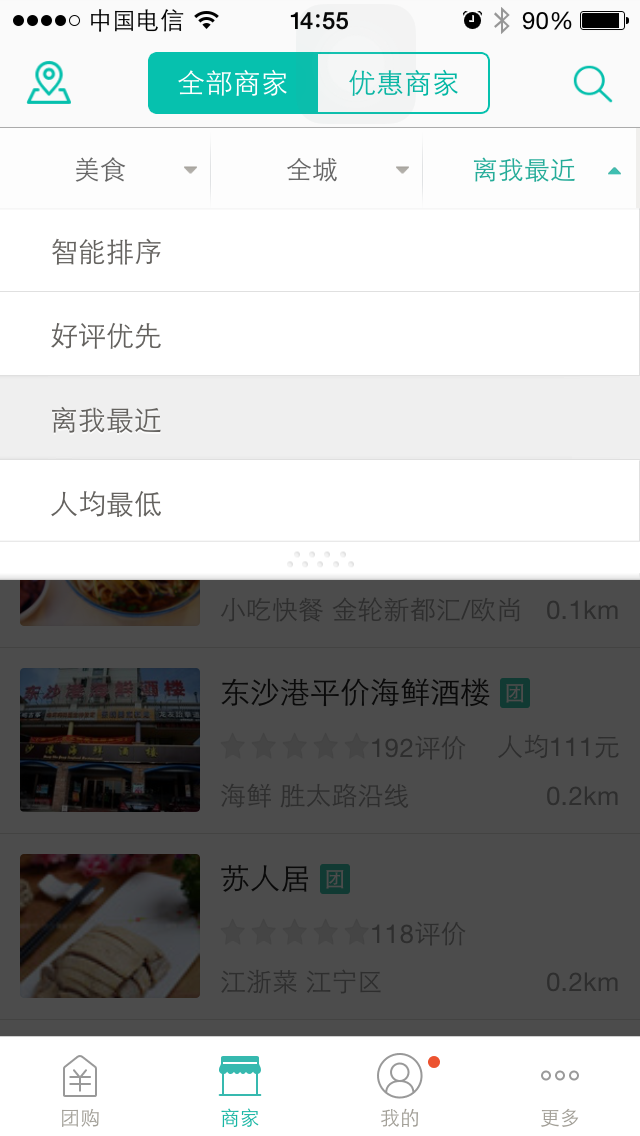 中国电信 14:55 90%
全部商家 优惠商家
美食 全城 离我最近
智能排序
好评优先
离我最近
人均最低
小吃快餐 金轮新都汇/欧尚 0.1km
东沙港平价海鲜酒楼 团
192评价 人均111元
海鲜 胜太路沿线 0.2km
苏人居 团
118评价
江浙菜 江宁区 0.2km
团购 商家 我的 更多